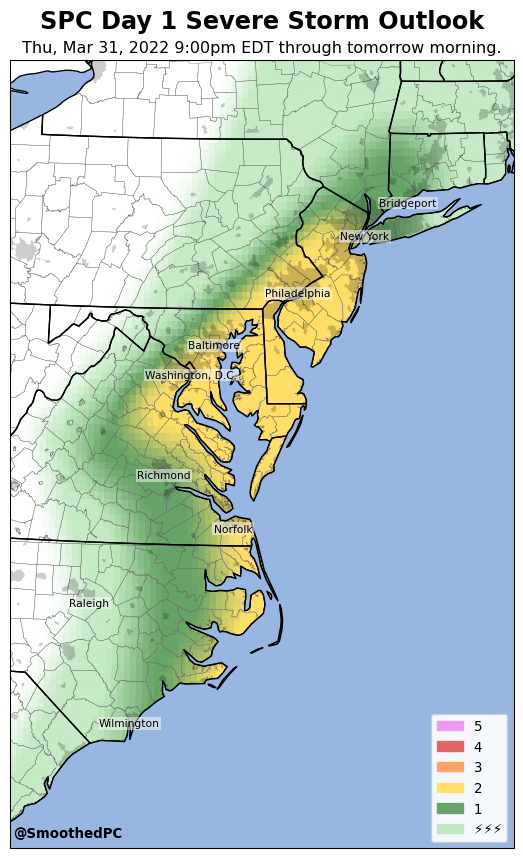 SPC Day 1 Severe Storm Outlook
Thu, Mar 31, 2022 9:00pm EDT through tomorrow morning.
Bridgeport
New York
Philadelphia
Baltimore
Washington, D.C.
Richmond
Norfolk
Raleigh
Wilmington
5
4
3
2
1
⚡⚡⚡
@SmoothedPC